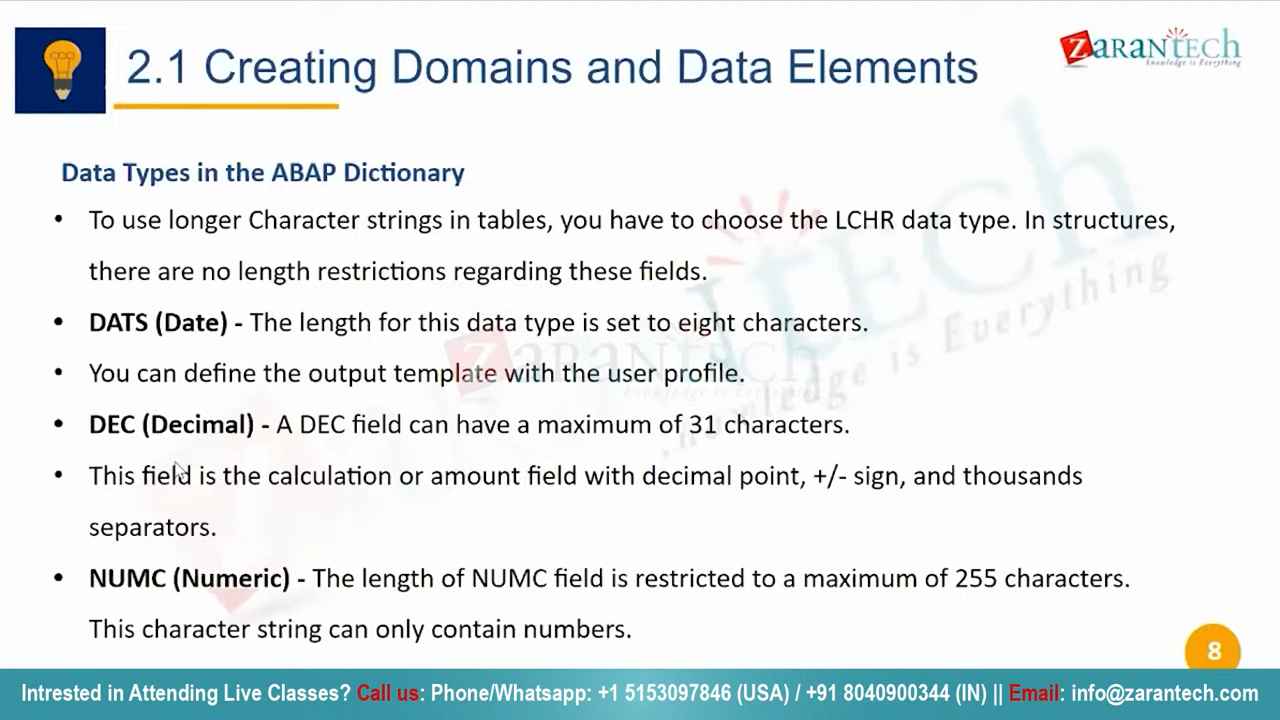 2.1 Creating Domains and Data Elements
ZARANTECH
Knowledge is Everything
Data Types in the ABAP Dictionary
• To use longer Character strings in tables, you have to choose the LCHR data type. In structures,
there are no length restrictions regarding these fields.
• DATS (Date) - The length for this data type is set to eight characters.
• You can define the output template with the user profile.
• DEC (Decimal) - A DEC field can have a maximum of 31 characters.
• This field is the calculation or amount field with decimal point, +/- sign, and thousands
separators.
• NUMC (Numeric) - The length of NUMC field is restricted to a maximum of 255 characters.
This character string can only contain numbers.
8
Intrested in Attending Live Classes? Call us: Phone/Whatsapp: +1 5153097846 (USA) / +91 8040900344 (IN) || Email: info@zarantech.com